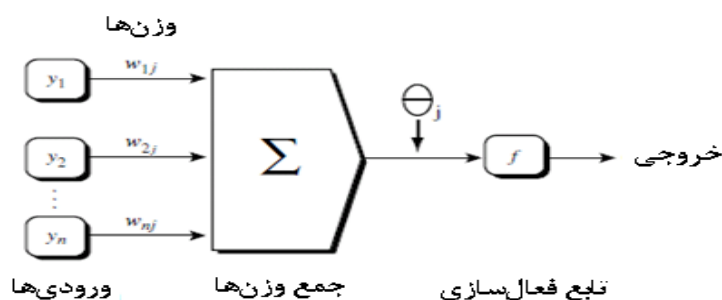 وزن‌ها
y1
w1j
y2
w2j
⋮
yn
wnj
Σ
Θj
f
خروجی
ورودی‌ها
جمع وزن‌ها
تابع فعال‌سازی